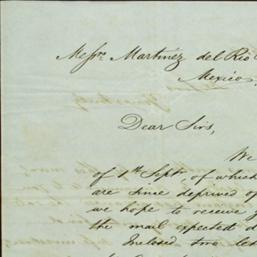 Messrs. Martinez del Rio
Mexico
Dear Sirs,
We
of 1st Sept. of which
are since deprived of
we hope to receive
the mail expected d
Inclosed two